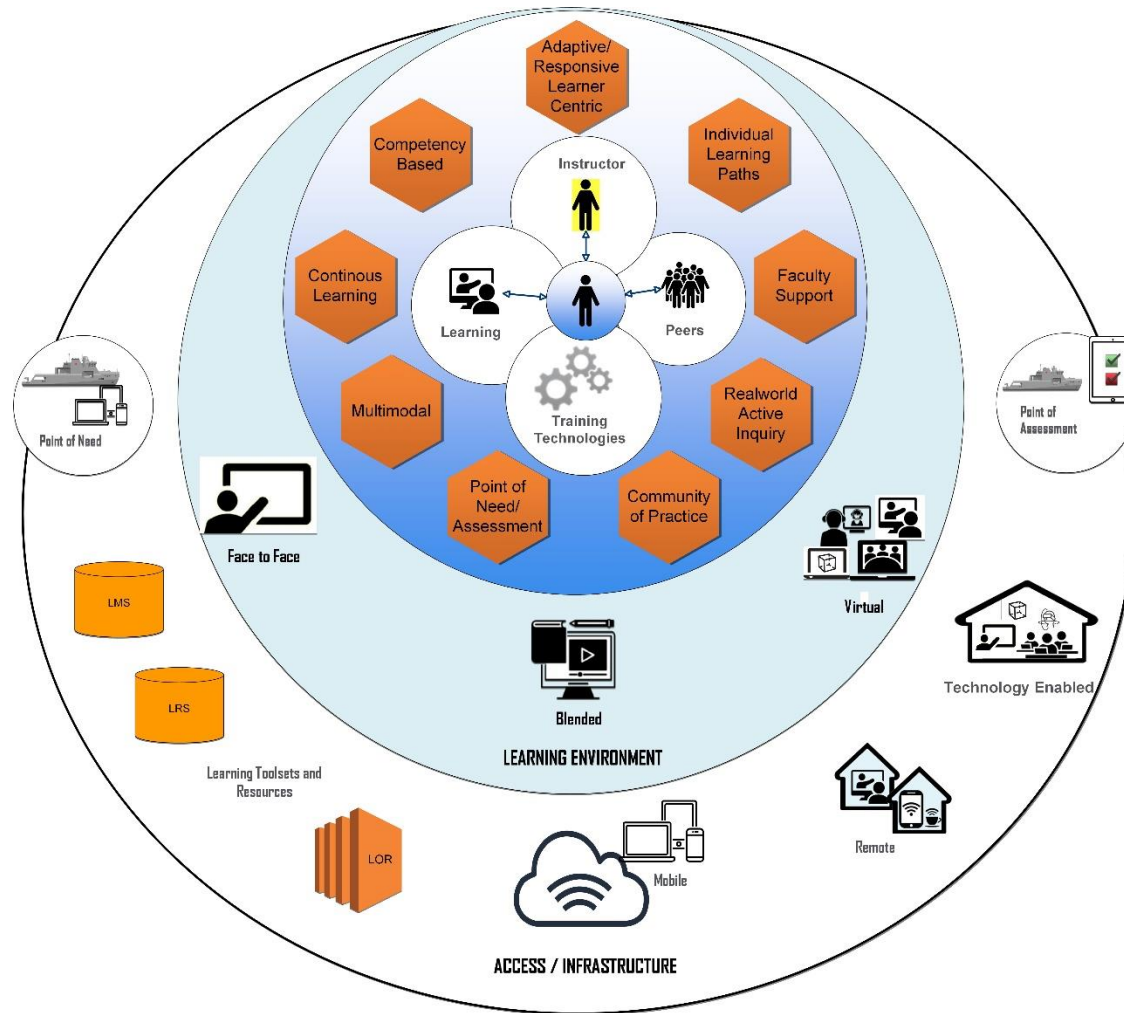 Adaptive/
Responsive
Learner
Centric
Competency
Based
Individual
Learning
Paths
Instructor
Continous
Learning
Learning
Peers
Faculty
Support
Multimodal
Training
Technologies
Realworld
Active
Inquiry
Point of
Need/
Assessment
Community
of Practice
Point of Need
Point of
Assessment
Face to Face
Virtual
Blended
LEARNING ENVIRONMENT
LMS
LRS
Learning Toolsets and
Resources
LOR
Technology Enabled
Remote
Mobile
ACCESS / INFRASTRUCTURE